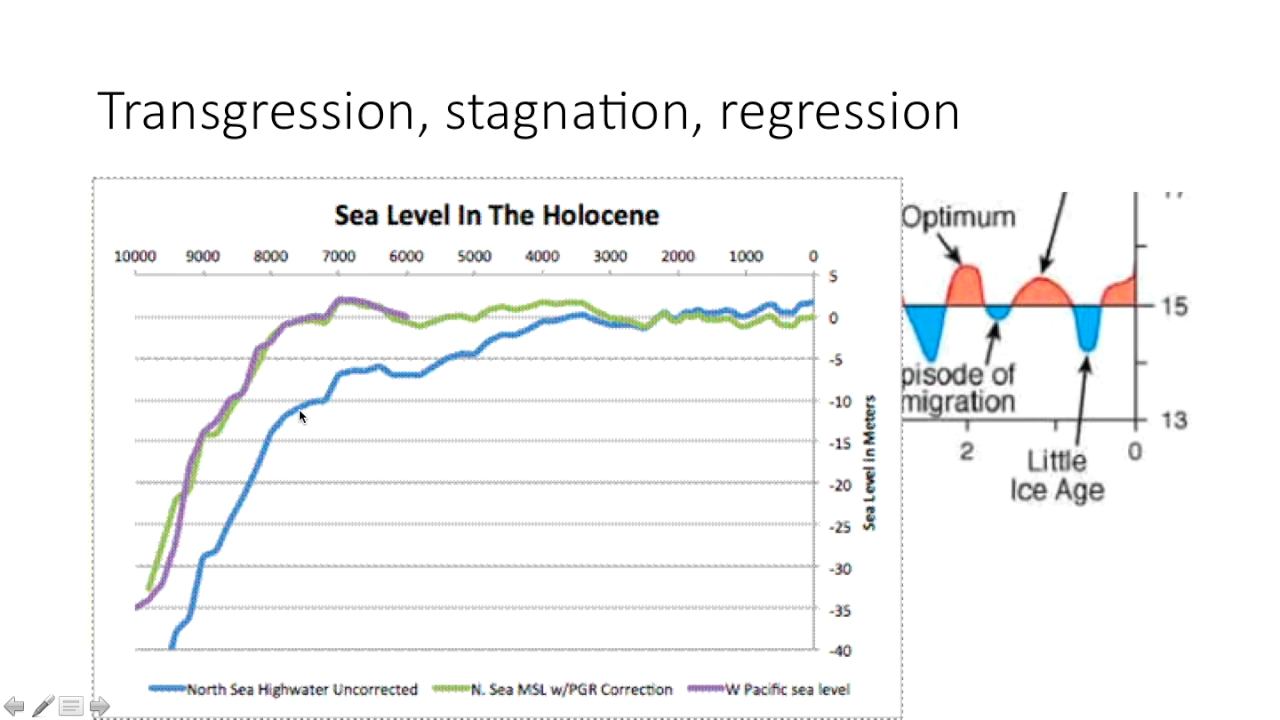 Transgression, stagnation, regression
Sea Level In The Holocene
10000 9000 8000 7000 6000 5000 4000 3000 2000 1000 0
5
0
-5
-10
-15
-20
-25
-30
-35
-40
Sea Level in Meters
North Sea Highwater Uncorrected N. Sea MSL w/PGR Correction W Pacific sea level
Optimum
15
pisode of
migration
13
2 0
Little
Ice Age